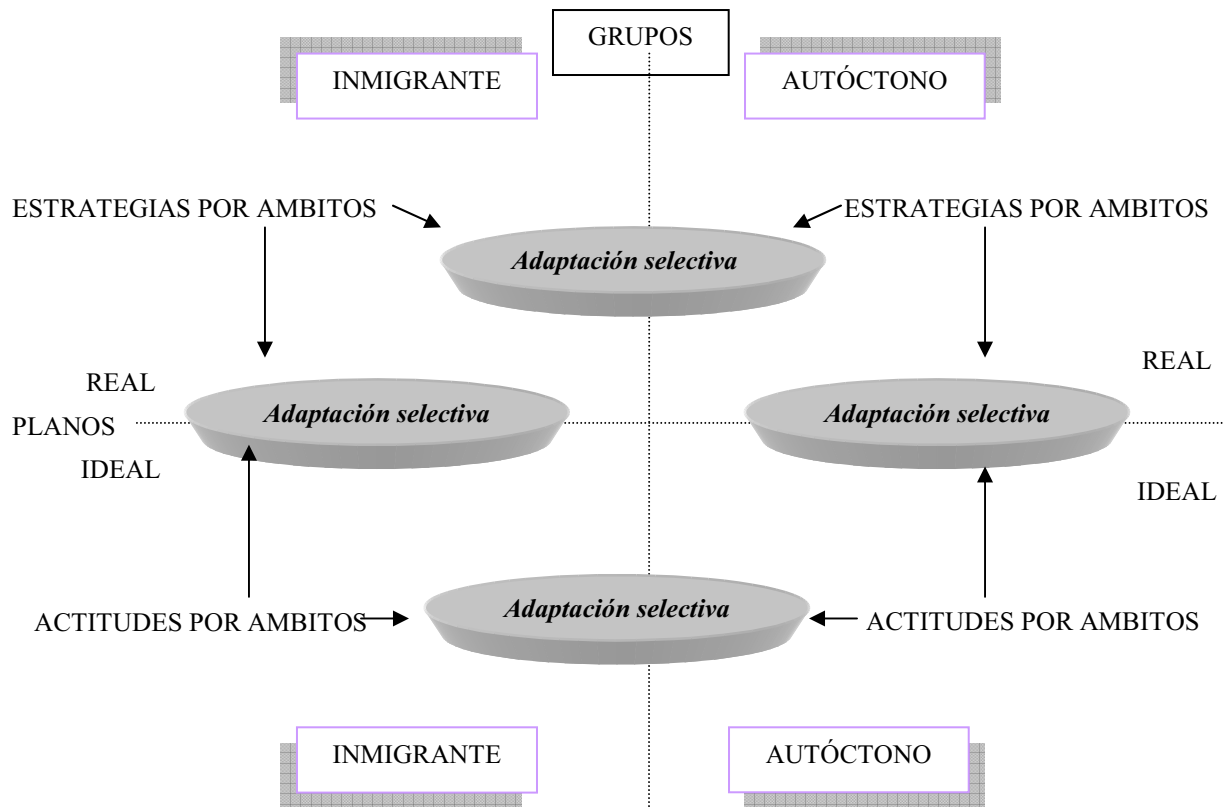 GRUPOS
INMIGRANTE
AUTÓCTONO
ESTRATEGIAS POR AMBITOS
ESTRATEGIAS POR AMBITOS
Adaptación selectiva
REAL
REAL
Adaptación selectiva
Adaptación selectiva
PLANOS
IDEAL
IDEAL
Adaptación selectiva
ACTITUDES POR AMBITOS
ACTITUDES POR AMBITOS
INMIGRANTE
AUTÓCTONO